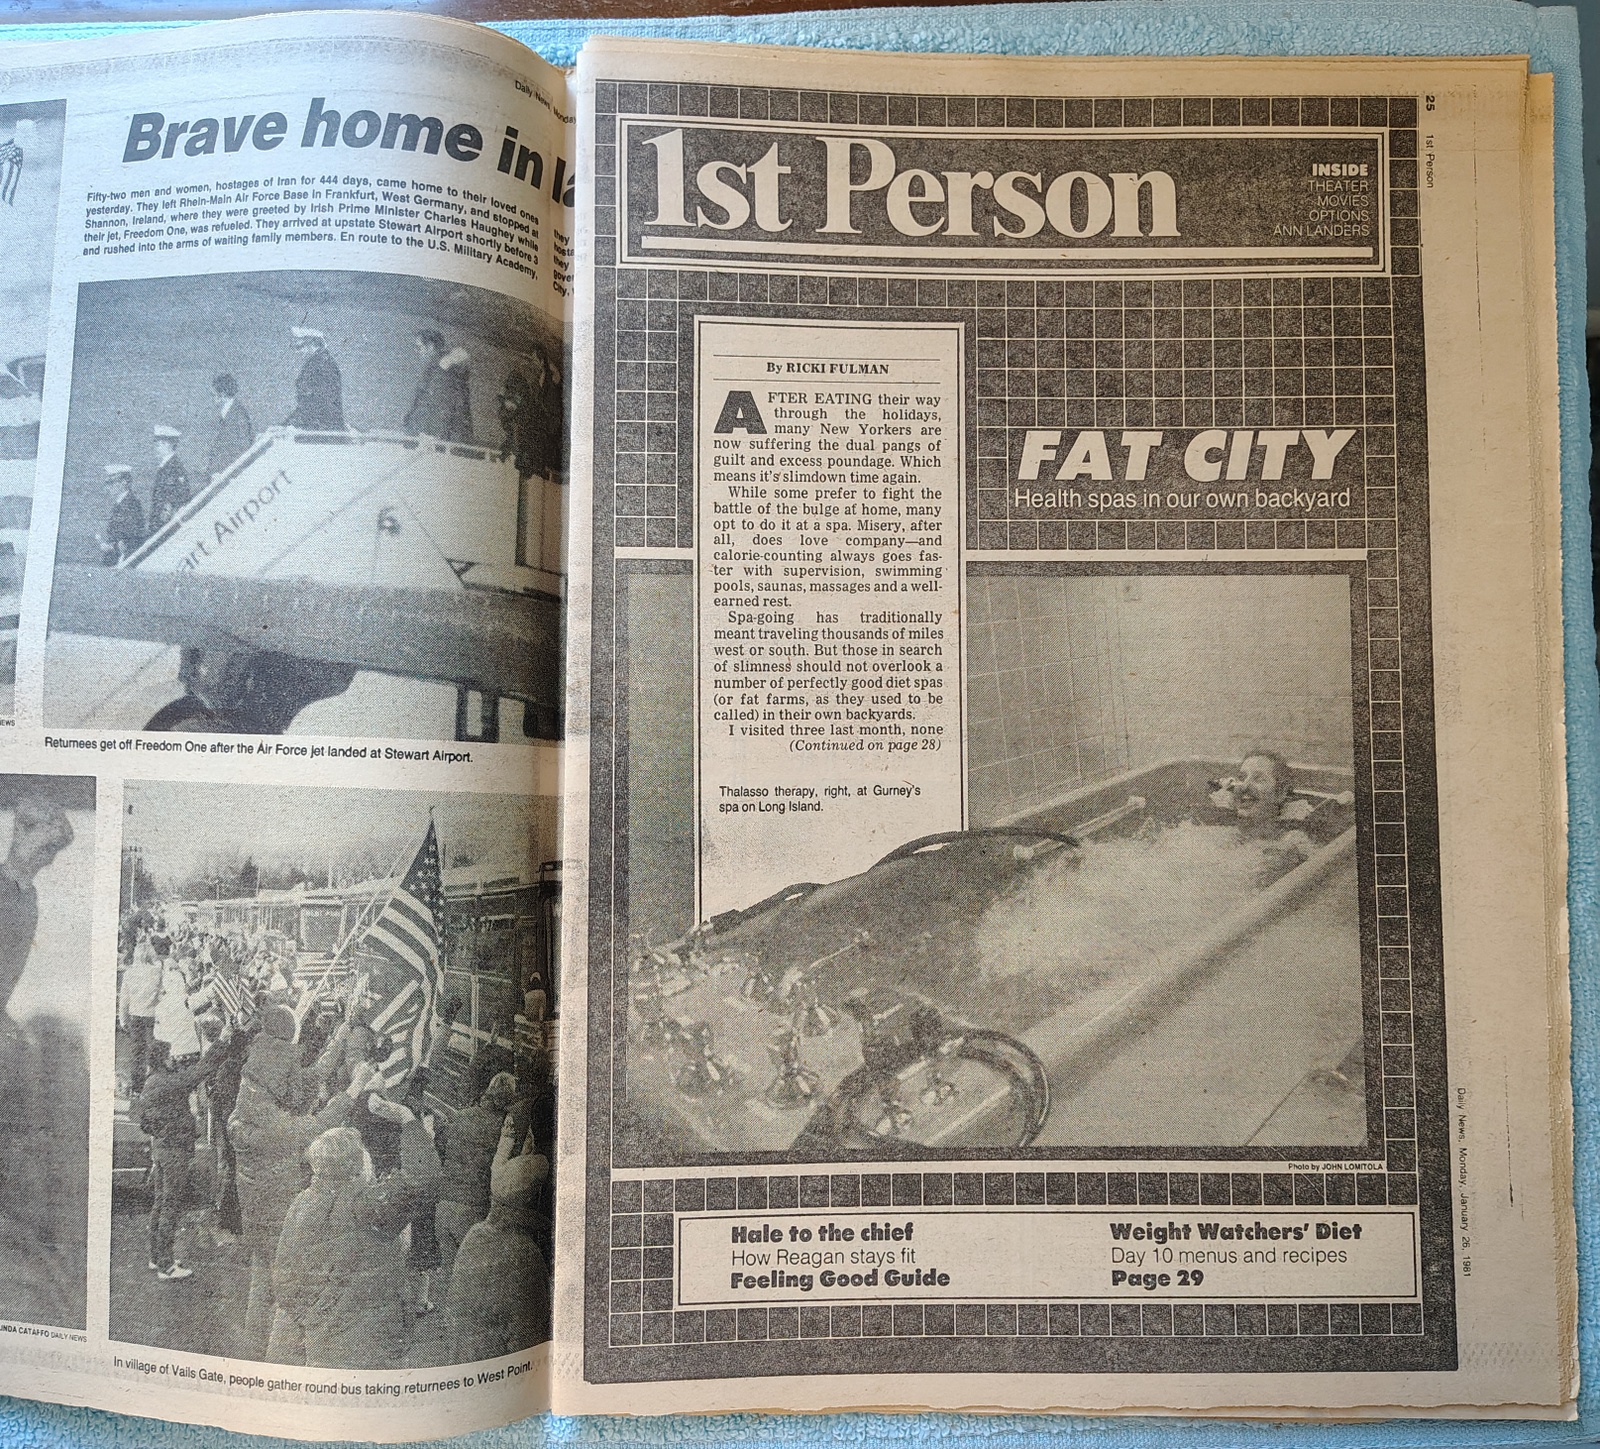 Daily News
Brave home in la
Fifty-two men and women, hostages of Iran for 444 days, came home to their loved ones
yesterday. They left Rhein-Main Air Force Base in Frankfurt, West Germany, and stopped at
Shannon, Ireland, where they were greeted by Irish Prime Minister Charles Haughey while
their jet, Freedom One, was refueled. They arrived at upstate Stewart Airport shortly before 3
and rushed into the arms of waiting family members. En route to the U.S. Military Academy,
they
hosta
they
gove
City,
art Airport
6
EWS
Returnees get off Freedom One after the Air Force jet landed at Stewart Airport.
INDA CATAFFO DAILY NEWS
In village of Vails Gate, people gather round bus taking returnees to West Point.
25
1st Person
1st Person
INSIDE
THEATER
MOVIES
OPTIONS
ANN LANDERS
By RICKI FULMAN
AFTER EATING their way
through the holidays,
many New Yorkers are
now suffering the dual pangs of
guilt and excess poundage. Which
means it's slimdown time again.
While some prefer to fight the
battle of the bulge at home, many
opt to do it at a spa. Misery, after
all, does love company—and
calorie-counting always goes fas-
ter with supervision, swimming
pools, saunas, massages and a well-
earned rest.
Spa-going has traditionally
meant traveling thousands of miles
west or south. But those in search
of slimness should not overlook a
number of perfectly good diet spas
(or fat farms, as they used to be
called) in their own backyards.
I visited three last month, none
(Continued on page 28)
Thalasso therapy, right, at Gurney's
spa on Long Island.
FAT CITY
Health spas in our own backyard
Photo by JOHN LOMITOLA
Hale to the chief
How Reagan stays fit
Feeling Good Guide
Weight Watchers' Diet
Day 10 menus and recipes
Page 29
Daily News, Monday, January 26, 1981